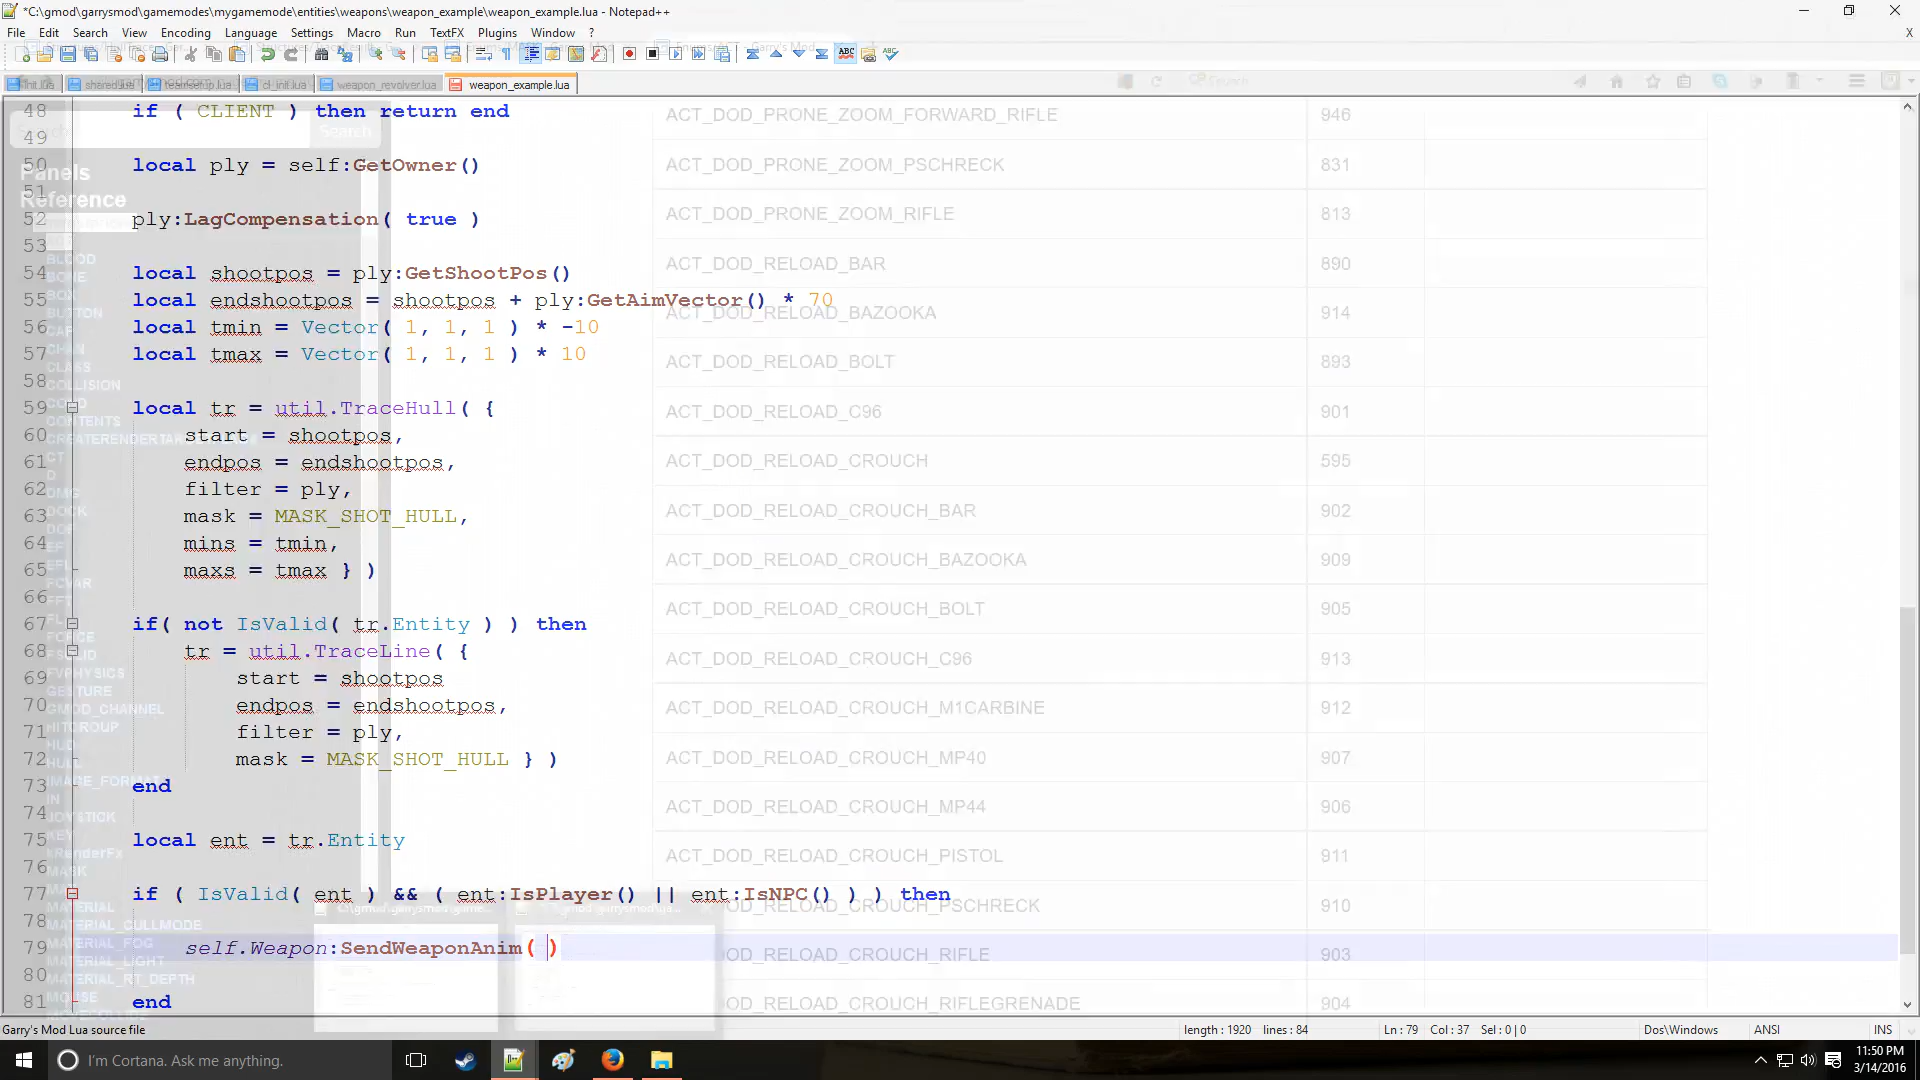 *C:\gmod\garrysmod\gamemodes\mygamemode\entities\weapons\weapon_example\weapon_example.lua - Notepad++
File Edit Search View Encoding Language Settings Macro Run TextFX Plugins Window ? X
init.lua shared.lua teamsetup.lua cl_init.lua weapon_revolver.lua weapon_example.lua
Search
Search
Panels
Reference
48 if ( CLIENT ) then return end
49
50 local ply = self:GetOwner()
51
52 ply:LagCompensation( true )
53
54 local shootpos = ply:GetShootPos()
55 local endshootpos = shootpos + ply:GetAimVector() * 70
56 local tmin = Vector( 1, 1, 1 ) * -10
57 local tmax = Vector( 1, 1, 1 ) * 10
58
59 local tr = util.TraceHull( {
60 start = shootpos,
61 endpos = endshootpos,
62 filter = ply,
63 mask = MASK_SHOT_HULL,
64 mins = tmin,
65 maxs = tmax } )
66
67 if( not IsValid( tr.Entity ) ) then
68 tr = util.TraceLine( {
69 start = shootpos
70 endpos = endshootpos,
71 filter = ply,
72 mask = MASK_SHOT_HULL } )
73 end
74
75 local ent = tr.Entity
76
77 if ( IsValid( ent ) && ( ent:IsPlayer() || ent:IsNPC() ) ) then
78
79 self.Weapon:SendWeaponAnim( )
80
81 end
BLOOD
BONE
BOX
BUTTON
CAP
CHAN
CLASS
COLLISION
COND
CONTENTS
CREATERENDERTARGETFLAGS
CT
D
DMG
DOCK
DOF
EF
EFL
FCVAR
FFT
FL
FORCE
FSOLID
FVPHYSICS
GESTURE
GMOD_CHANNEL
HITGROUP
HUD
HULL
IMAGE_FORMAT
IN
JOYSTICK
KEY
kRenderFx
MASK
MAT
MATERIAL
MATERIAL_CULLMODE
MATERIAL_FOG
MATERIAL_LIGHT
MATERIAL_RT_DEPTH
MOUSE
ACT_DOD_PRONE_ZOOM_FORWARD_RIFLE 946
ACT_DOD_PRONE_ZOOM_PSCHRECK 831
ACT_DOD_PRONE_ZOOM_RIFLE 813
ACT_DOD_RELOAD_BAR 890
ACT_DOD_RELOAD_BAZOOKA 914
ACT_DOD_RELOAD_BOLT 893
ACT_DOD_RELOAD_C96 901
ACT_DOD_RELOAD_CROUCH 595
ACT_DOD_RELOAD_CROUCH_BAR 902
ACT_DOD_RELOAD_CROUCH_BAZOOKA 909
ACT_DOD_RELOAD_CROUCH_BOLT 905
ACT_DOD_RELOAD_CROUCH_C96 913
ACT_DOD_RELOAD_CROUCH_M1CARBINE 912
ACT_DOD_RELOAD_CROUCH_MP40 907
ACT_DOD_RELOAD_CROUCH_MP44 906
ACT_DOD_RELOAD_CROUCH_PISTOL 911
OD_RELOAD_CROUCH_PSCHRECK 910
OD_RELOAD_CROUCH_RIFLE 903
OD_RELOAD_CROUCH_RIFLEGRENADE 904
Garry's Mod Lua source file length : 1920 lines : 84 Ln : 79 Col : 37 Sel : 0 | 0 Dos\Windows ANSI INS
I'm Cortana. Ask me anything. 11:50 PM
3/14/2016